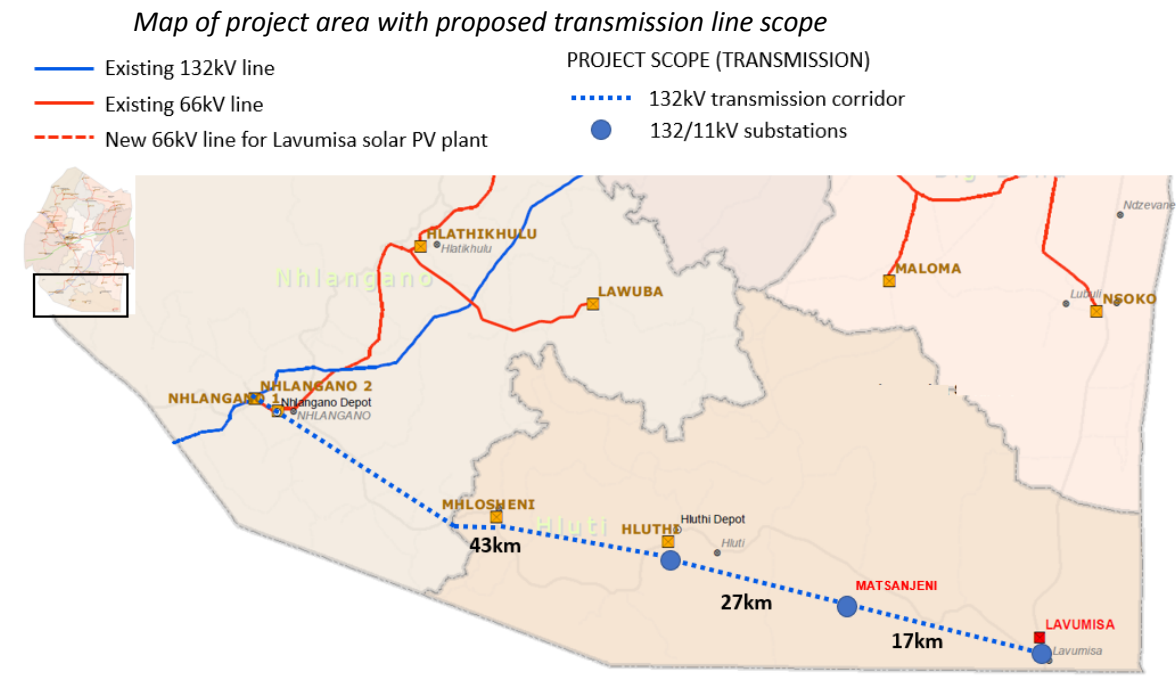 Map of project area with proposed transmission line scope
Existing 132kV line
Existing 66kV line
New 66kV line for Lavumisa solar PV plant
PROJECT SCOPE (TRANSMISSION)
132kV transmission corridor
132/11kV substations
Ndzevane
HLATHIKHULU
Hlatikhulu
Nhlangano
MALOMA
LAWUBA
Lubuli
NSOKO
NHLANGANO 2
NHLANGANO 1
Nhlangano Depot
NHLANGANO
MHLOSHENI
Hluti
HLUTHI
Hluthi Depot
Hluti
43km
MATSANJENI
27km
LAVUMISA
17km
Lavumisa